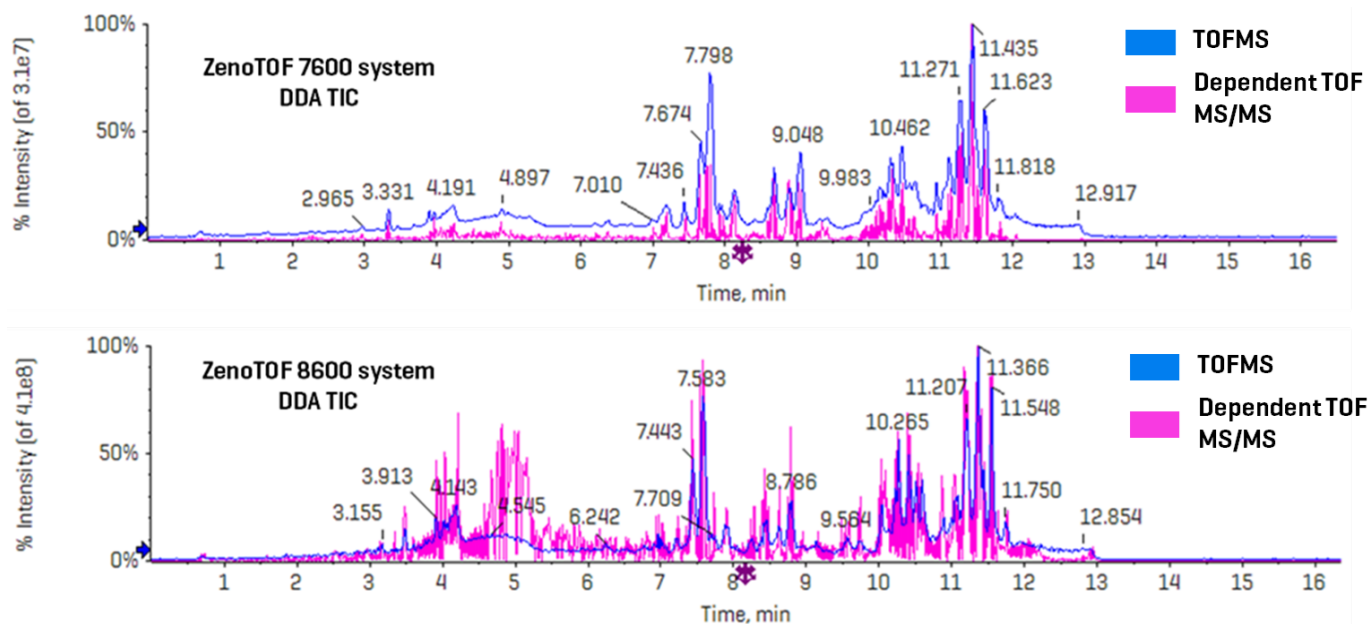 100%
50%
0%
% Intensity (of 3.1e7)
ZenoTOF 7600 system
DDA TIC
2.965
3.331
4.191
4.897
7.010
7.436
7.674
7.798
9.048
9.983
10.462
11.271
11.435
11.623
11.818
12.917
TOFMS
Dependent TOF
MS/MS
1 2 3 4 5 6 7 8 9 10 11 12 13 14 15 16
Time, min
100%
50%
0%
% Intensity (of 4.1e8)
ZenoTOF 8600 system
DDA TIC
3.155
3.913
4.143
4.545
6.242
7.443
7.583
7.709
8.786
9.564
10.265
11.207
11.366
11.548
11.750
12.854
TOFMS
Dependent TOF
MS/MS
1 2 3 4 5 6 7 8 9 10 11 12 13 14 15 16
Time, min